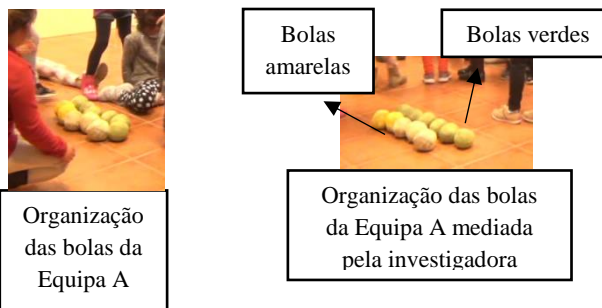 Bolas
amarelas
Bolas verdes
Organização
das bolas da
Equipa A
Organização das bolas
da Equipa A mediada
pela investigadora